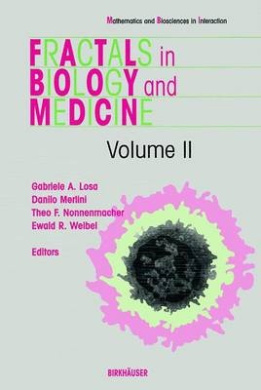 Mathematics and Biosciences in Interaction
FRACTALS in
BIOLOGY and
MEDICINE
Volume II
Gabriele A. Losa
Danilo Merlini
Theo F. Nonnenmacher
Ewald R. Weibel
Editors
BIRKHÄUSER